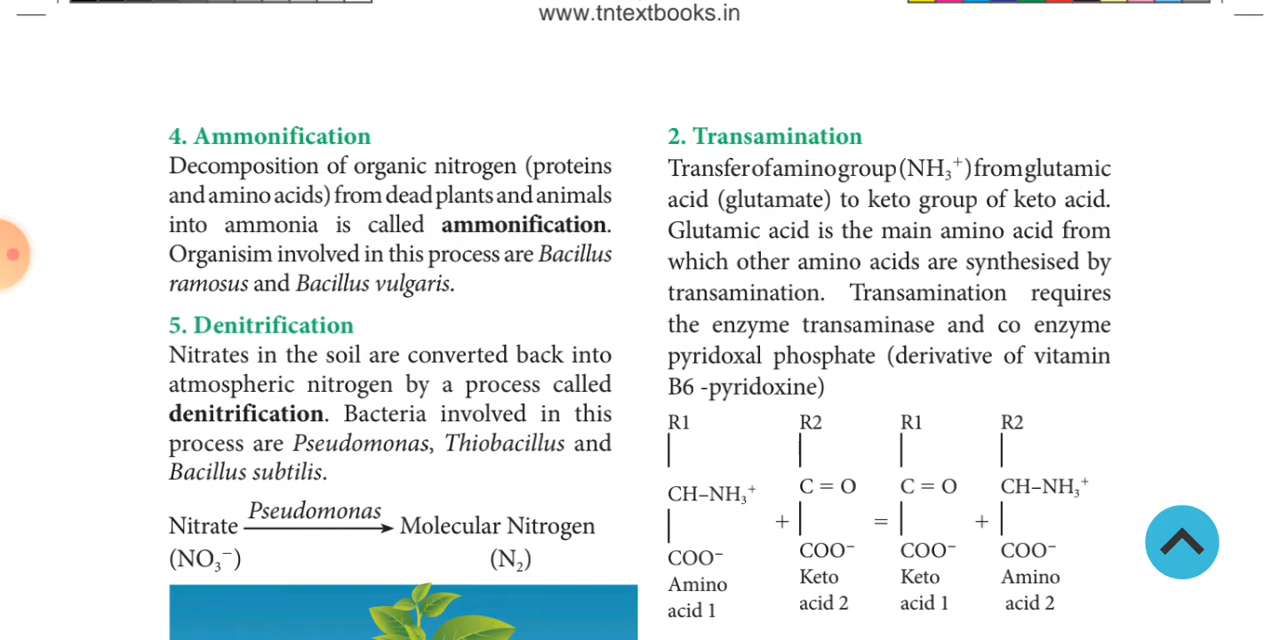 www.tntextbooks.in
4. Ammonification
Decomposition of organic nitrogen (proteins
and amino acids) from dead plants and animals
into ammonia is called ammonification.
Organisim involved in this process are Bacillus
ramosus and Bacillus vulgaris.
5. Denitrification
Nitrates in the soil are converted back into
atmospheric nitrogen by a process called
denitrification. Bacteria involved in this
process are Pseudomonas, Thiobacillus and
Bacillus subtilis.
Pseudomonas
Nitrate ⟶ Molecular Nitrogen
(NO₃⁻) (N₂)
2. Transamination
Transfer of amino group (NH₃⁺) from glutamic
acid (glutamate) to keto group of keto acid.
Glutamic acid is the main amino acid from
which other amino acids are synthesised by
transamination. Transamination requires
the enzyme transaminase and co enzyme
pyridoxal phosphate (derivative of vitamin
B6 -pyridoxine)
R1 R2 R1 R2
CH–NH₃⁺ C = O C = O CH–NH₃⁺
+ = +
COO⁻ COO⁻ COO⁻ COO⁻
Amino Keto Keto Amino
acid 1 acid 2 acid 1 acid 2